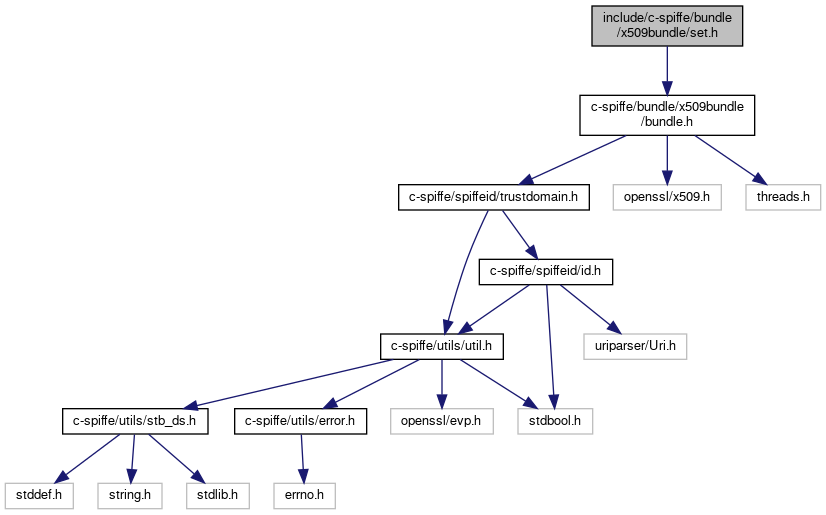 include/c-spiffe/bundle
/x509bundle/set.h
c-spiffe/bundle/x509bundle
/bundle.h
c-spiffe/spiffeid/trustdomain.h
openssl/x509.h
threads.h
c-spiffe/spiffeid/id.h
c-spiffe/utils/util.h
uriparser/Uri.h
c-spiffe/utils/stb_ds.h
c-spiffe/utils/error.h
openssl/evp.h
stdbool.h
stddef.h
string.h
stdlib.h
errno.h